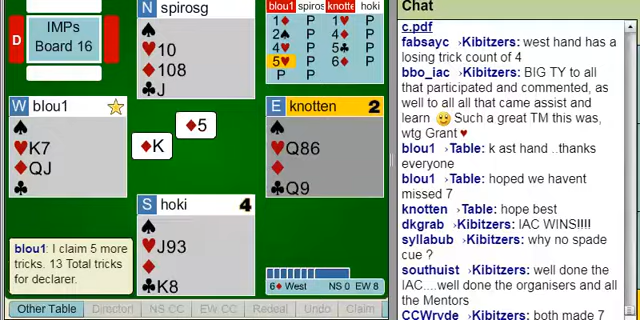 N spirosg
♠
♥10
♦108
♣J
D
IMPs
Board 16
blou1 spiros knotte hoki
1♦ P 1♥ P
2♠ P 2♦ P
4♥ P 5♣ P
5♥ P 6♦ P
P P
W blou1
♠
♥K7
♦QJ
♣
♦K
♦5
E knotten 2
♠
♥Q86
♦
♣Q9
S hoki 4
♠
♥J93
♦
♣K8
blou1: I claim 5 more
tricks. 13 Total tricks
for declarer.
6♦ West NS 0 EW 8
Other Table Director! NS CC EW CC Redeal Undo Claim
Chat
c.pdf
fabsayc →Kibitzers: west hand has a
losing trick count of 4
bbo_iac →Kibitzers: BIG TY to all
that participated and commented, as
well to all all that came assist and
learn 😉 Such a great TM this was,
wtg Grant ♥
blou1 →Table: k ast hand ..thanks
everyone
blou1 →Table: hoped we havent
missed 7
knotten →Table: hope best
dkgrab →Kibitzers: IAC WINS!!!!
syllabub →Kibitzers: why no spade
cue ?
southuist →Kibitzers: well done the
IAC....well done the organisers and all
the Mentors
CCWryde →Kibitzers: both made 7